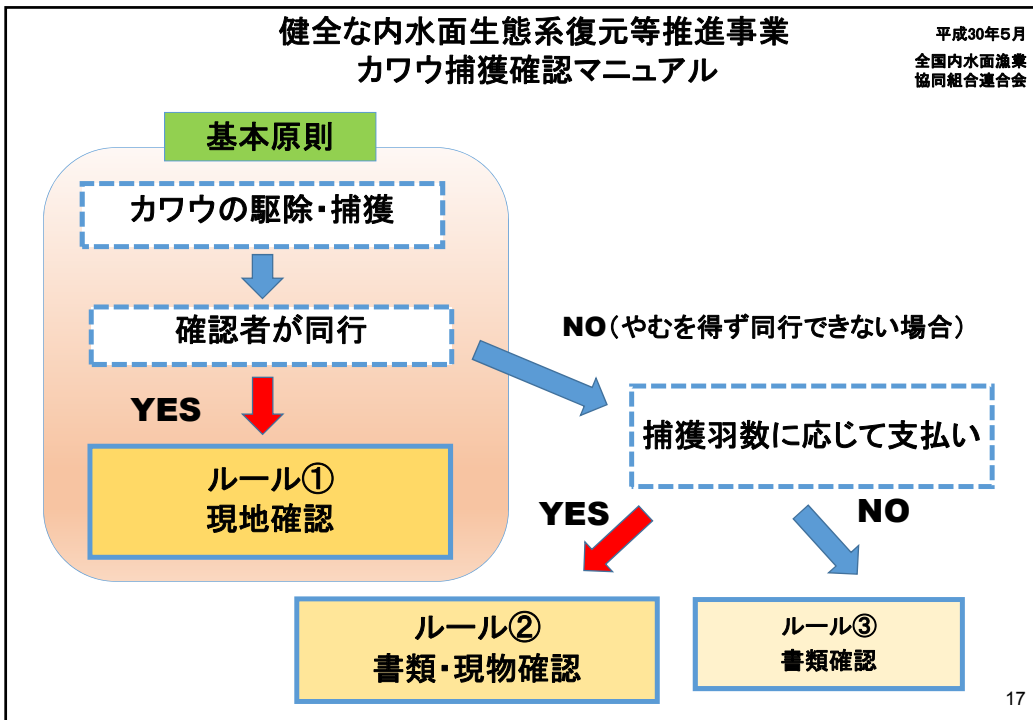 健全な内水面生態系復元等推進事業
カワウ捕獲確認マニュアル
平成30年5月
全国内水面漁業
協同組合連合会
基本原則
カワウの駆除・捕獲
確認者が同行
NO（やむを得ず同行できない場合）
YES
捕獲羽数に応じて支払い
ルール①
現地確認
YES
NO
ルール②
書類・現物確認
ルール③
書類確認
17